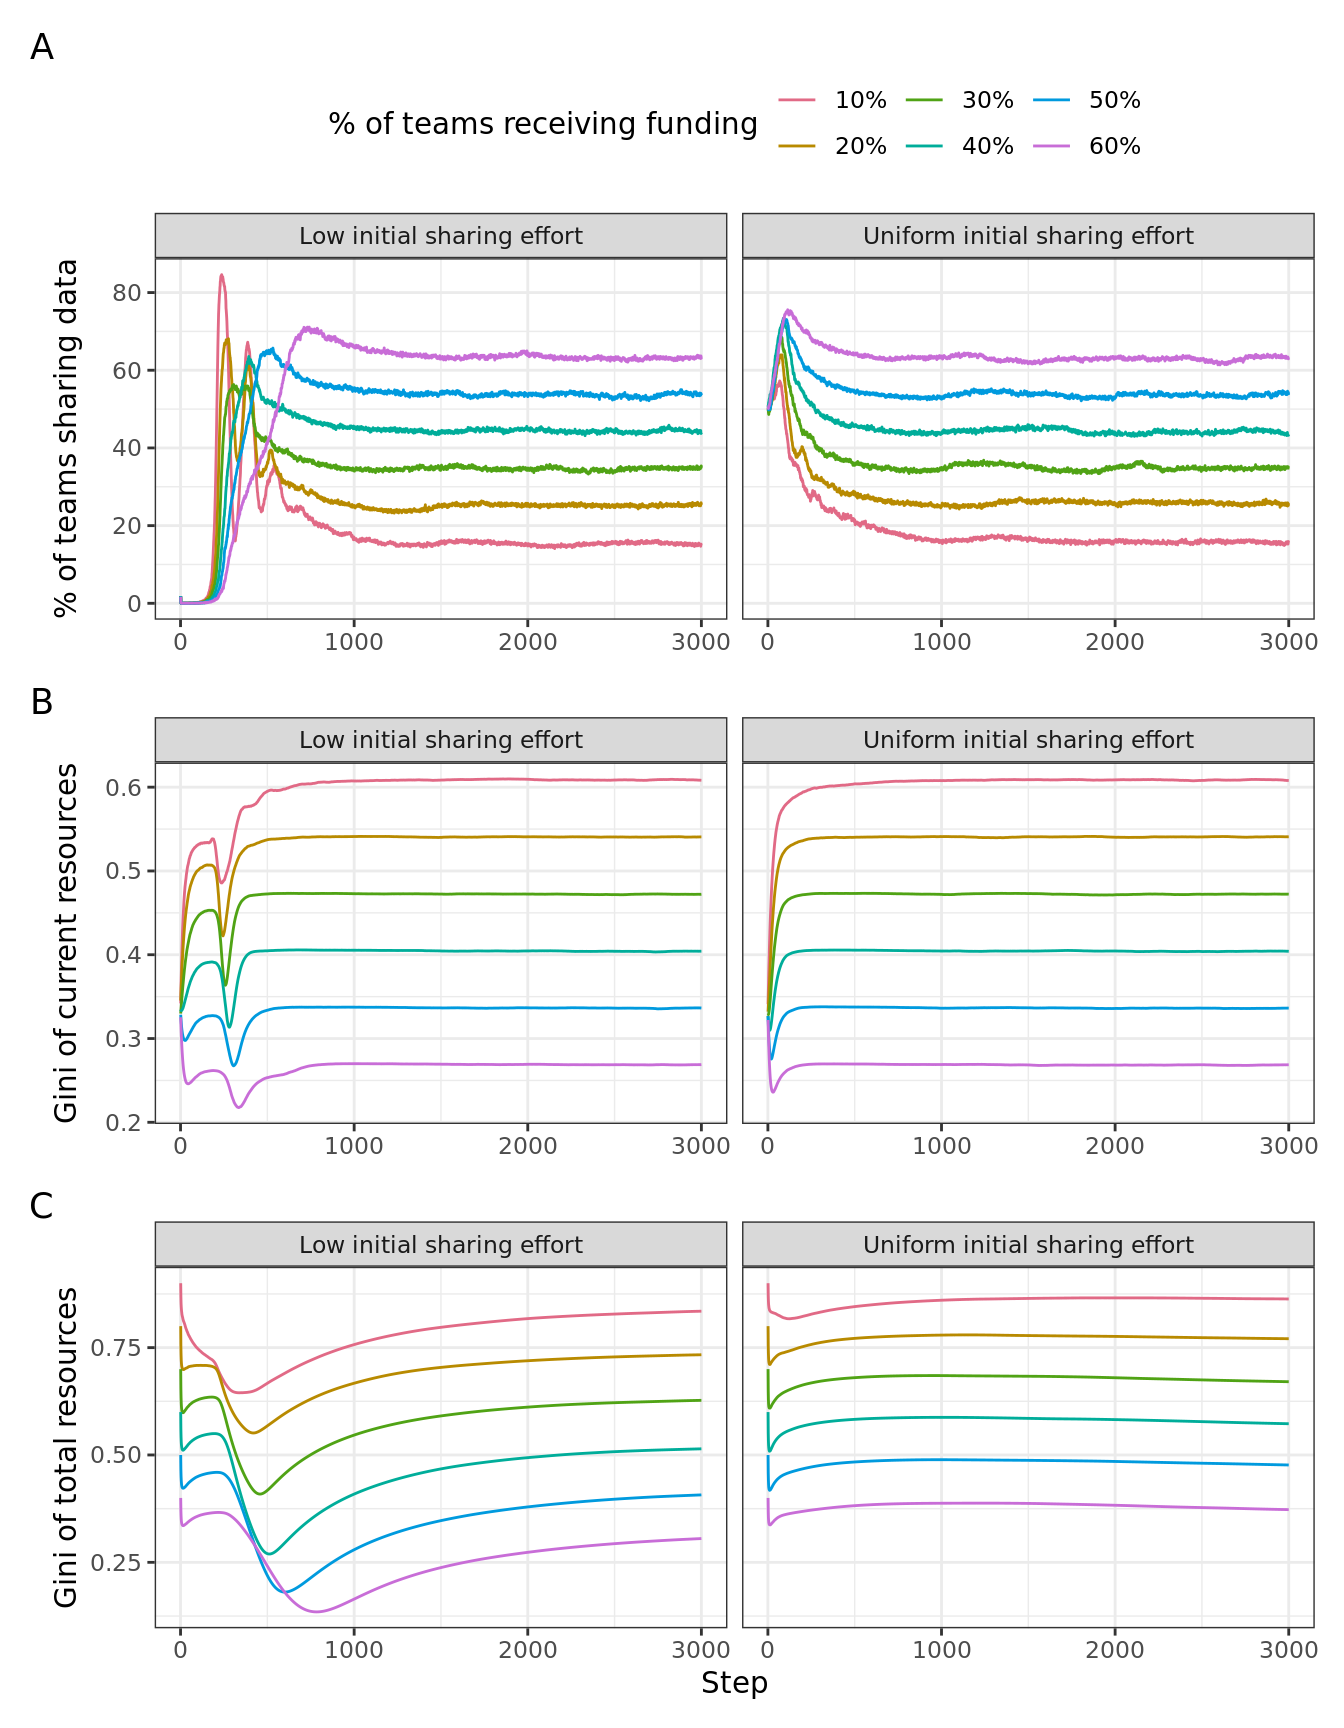 A
% of teams receiving funding
10% 30% 50%
20% 40% 60%
Low initial sharing effort Uniform initial sharing effort
% of teams sharing data
80
60
40
20
0
0 1000 2000 3000 0 1000 2000 3000
B
Low initial sharing effort Uniform initial sharing effort
Gini of current resources
0.6
0.5
0.4
0.3
0.2
0 1000 2000 3000 0 1000 2000 3000
C
Low initial sharing effort Uniform initial sharing effort
Gini of total resources
0.75
0.50
0.25
0 1000 2000 3000 0 1000 2000 3000
Step